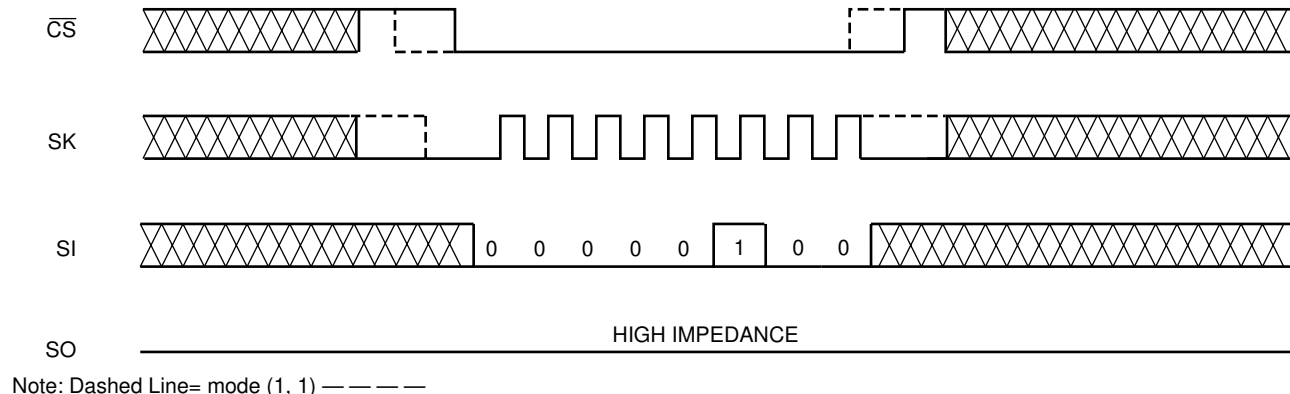 CS
SK
SI
0 0 0 0 0 1 0 0
HIGH IMPEDANCE
SO
Note: Dashed Line= mode (1, 1) — — — —